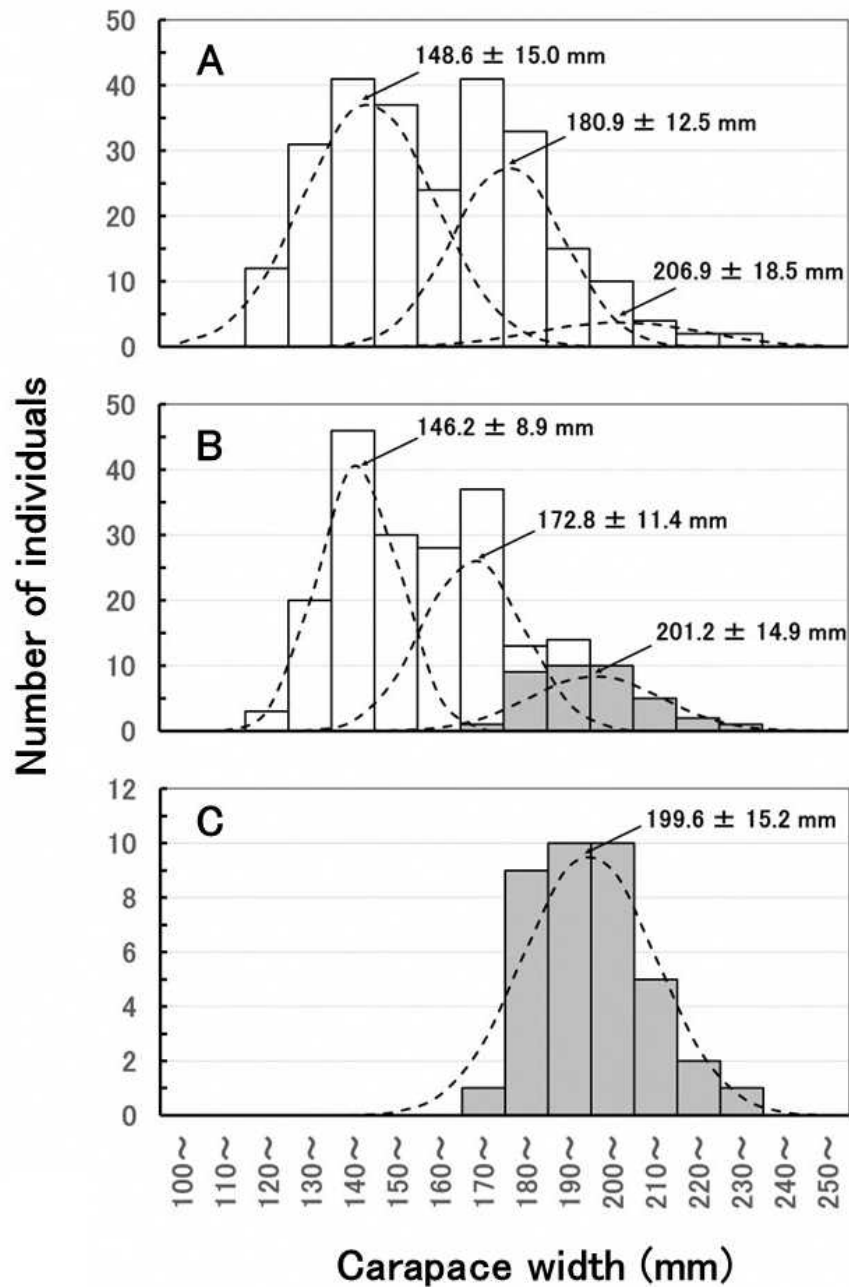 50
40
30
20
10
0
A
148.6 ± 15.0 mm
180.9 ± 12.5 mm
206.9 ± 18.5 mm
Number of individuals
50
40
30
20
10
0
B
146.2 ± 8.9 mm
172.8 ± 11.4 mm
201.2 ± 14.9 mm
12
10
8
6
4
2
0
C
199.6 ± 15.2 mm
100~
110~
120~
130~
140~
150~
160~
170~
180~
190~
200~
210~
220~
230~
240~
250~
Carapace width (mm)